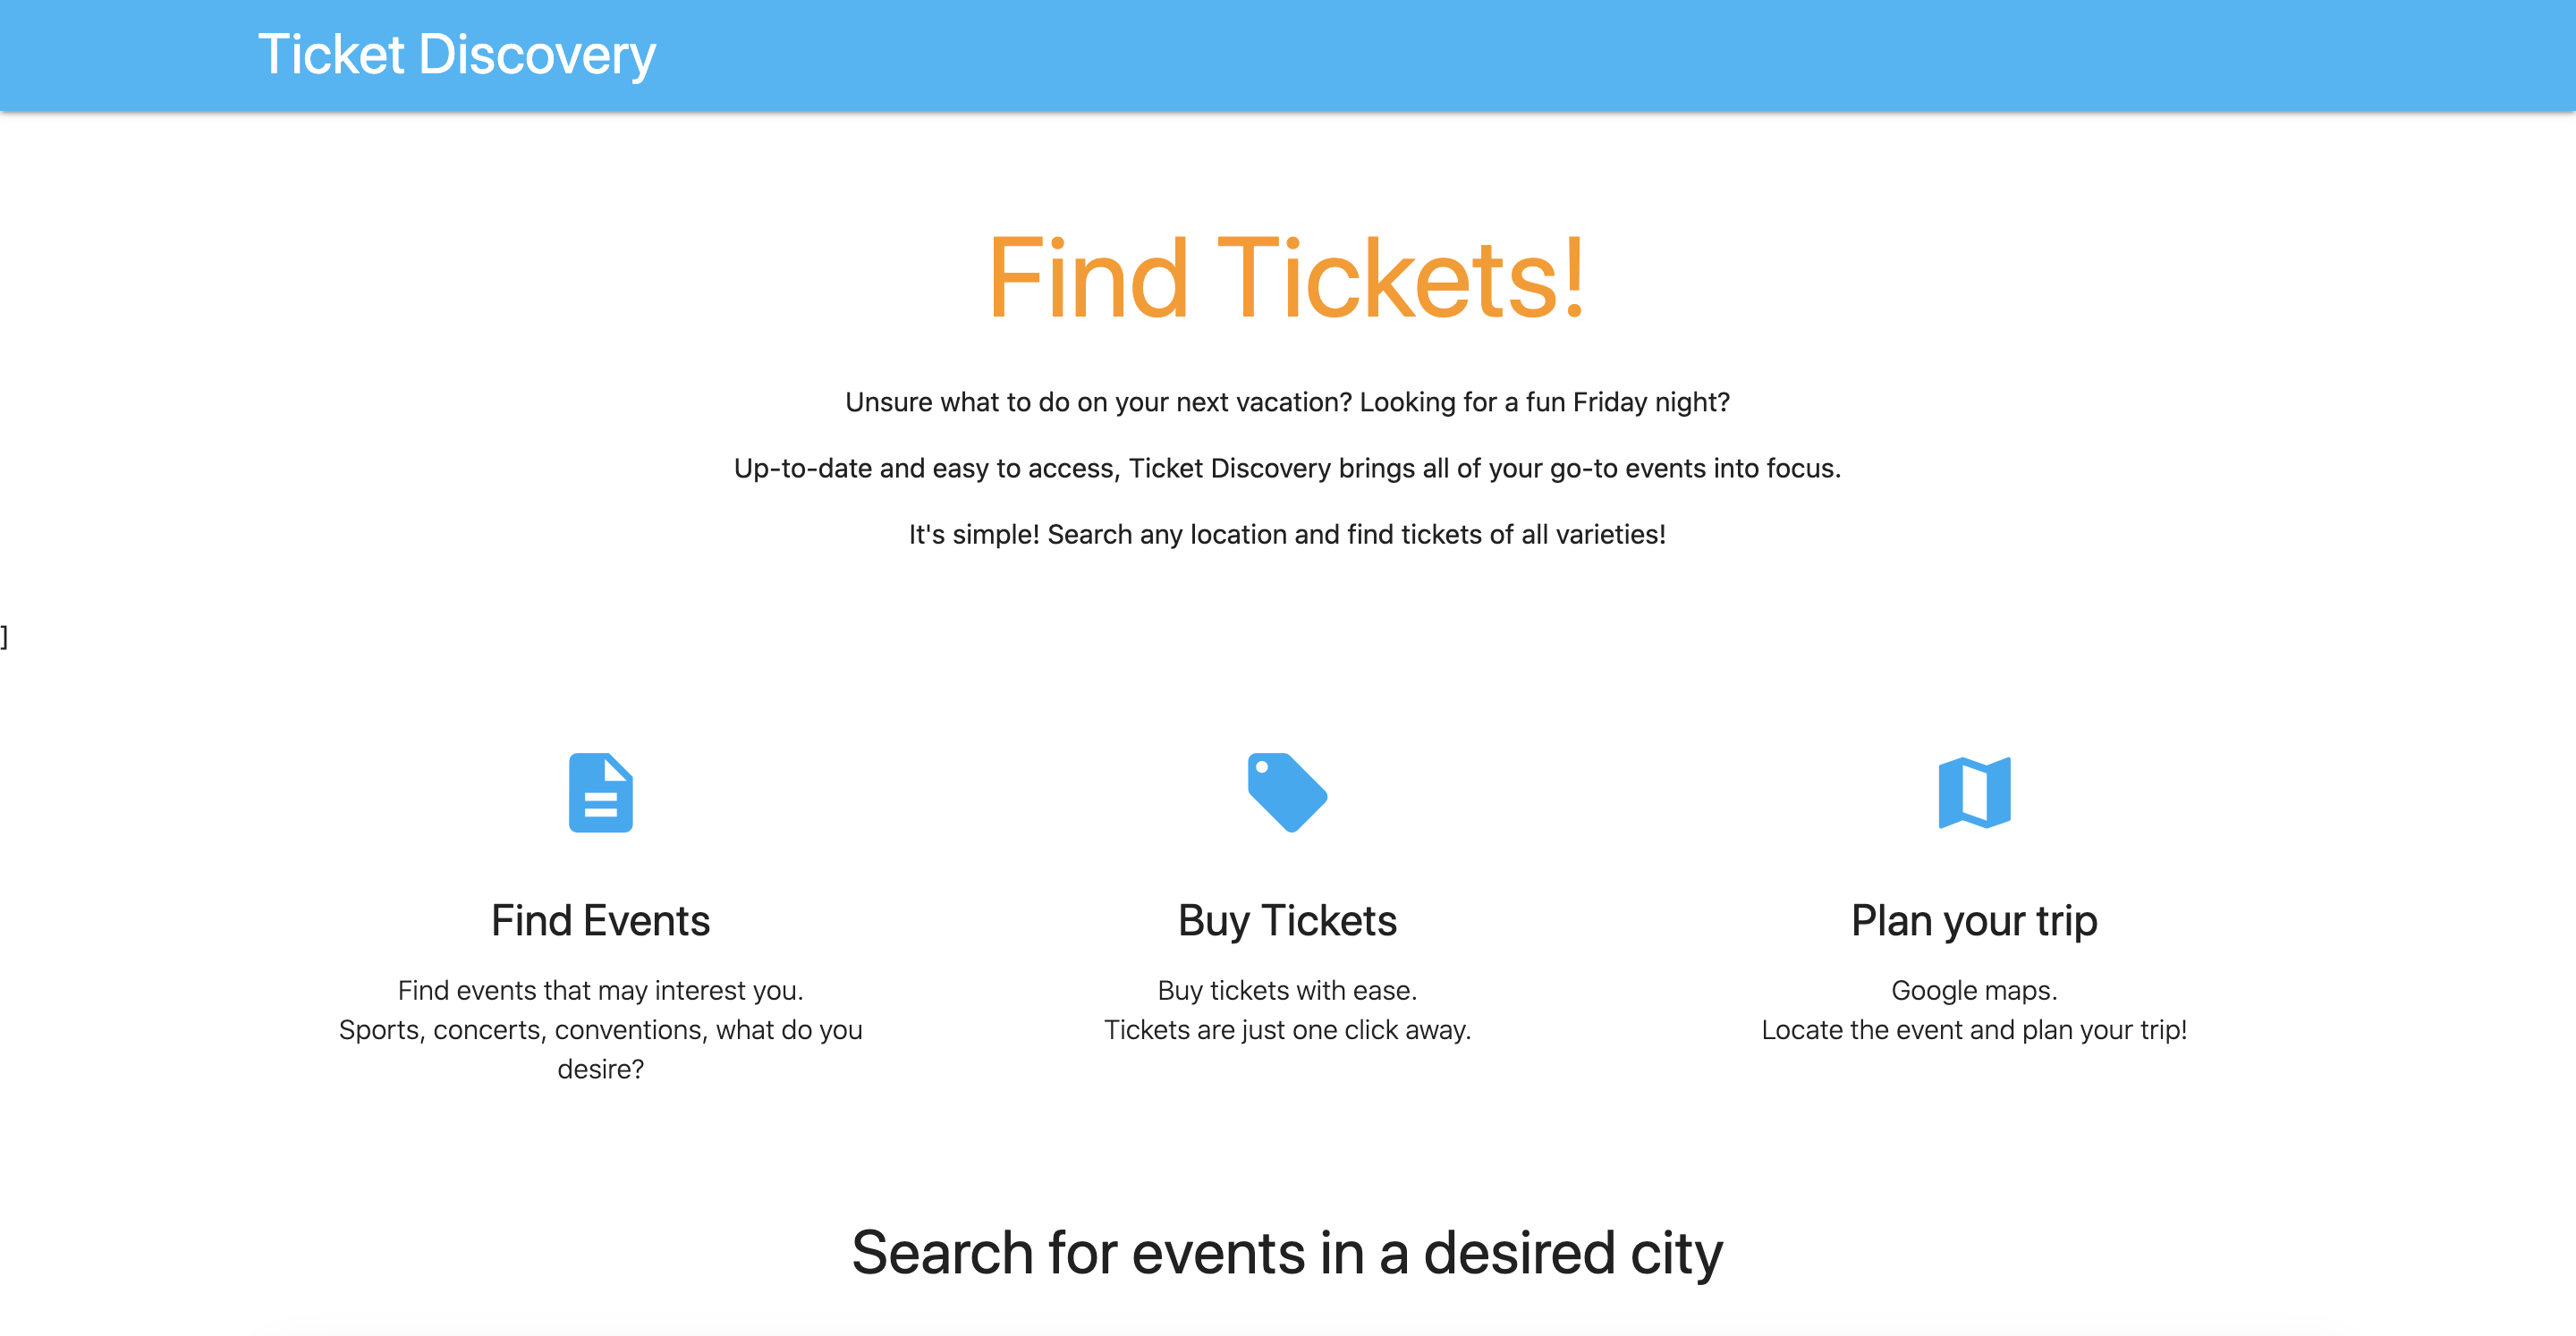 Ticket Discovery
Find Tickets!
Unsure what to do on your next vacation? Looking for a fun Friday night?
Up-to-date and easy to access, Ticket Discovery brings all of your go-to events into focus.
It's simple! Search any location and find tickets of all varieties!
]
Find Events
Find events that may interest you.
Sports, concerts, conventions, what do you
desire?
Buy Tickets
Buy tickets with ease.
Tickets are just one click away.
Plan your trip
Google maps.
Locate the event and plan your trip!
Search for events in a desired city